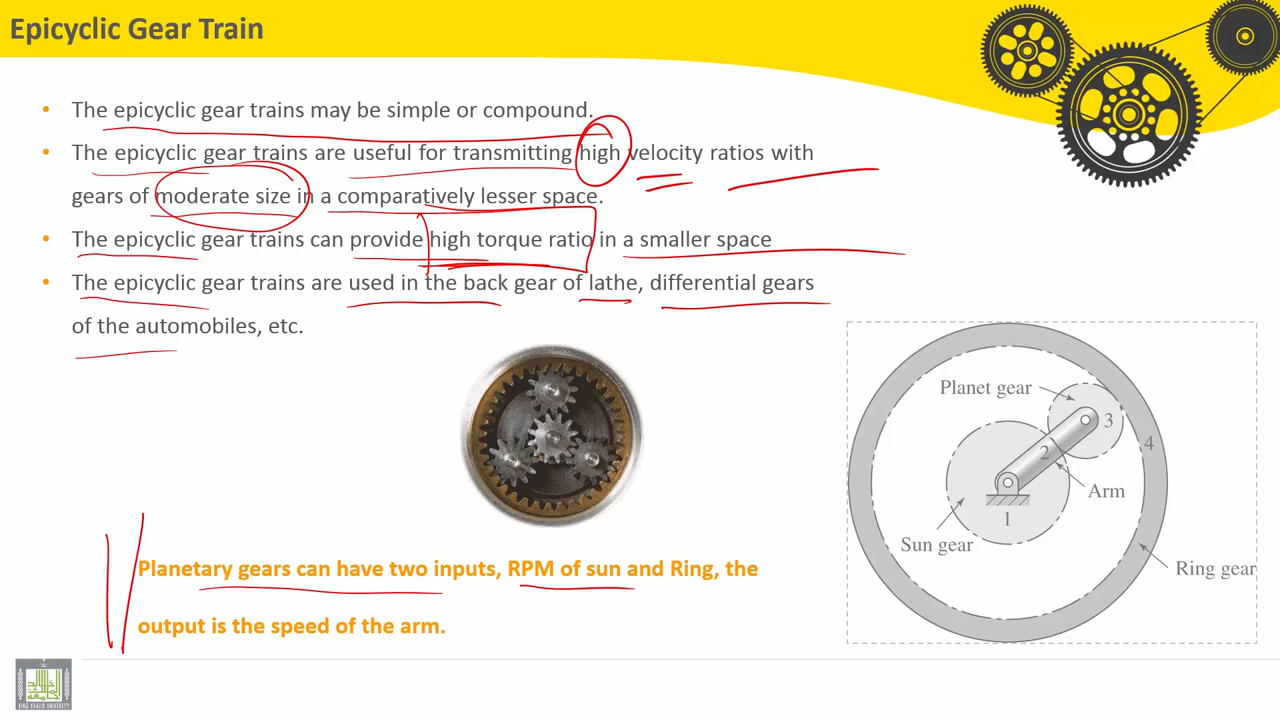 Epicyclic Gear Train
• The epicyclic gear trains may be simple or compound.
• The epicyclic gear trains are useful for transmitting high velocity ratios with
gears of moderate size in a comparatively lesser space.
• The epicyclic gear trains can provide high torque ratio in a smaller space
• The epicyclic gear trains are used in the back gear of lathe, differential gears
of the automobiles, etc.
Planet gear
3
4
2
Arm
1
Sun gear
Ring gear
Planetary gears can have two inputs, RPM of sun and Ring, the
output is the speed of the arm.
KING KHALID UNIVERSITY